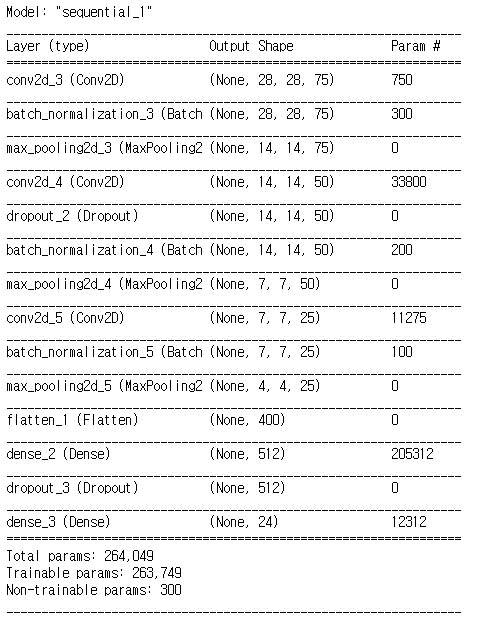 Model: "sequential_1"
_________________________________________________________________
Layer (type)                 Output Shape              Param #
=================================================================
conv2d_3 (Conv2D)            (None, 28, 28, 75)        750
_________________________________________________________________
batch_normalization_3 (Batch (None, 28, 28, 75)        300
_________________________________________________________________
max_pooling2d_3 (MaxPooling2 (None, 14, 14, 75)        0
_________________________________________________________________
conv2d_4 (Conv2D)            (None, 14, 14, 50)        33800
_________________________________________________________________
dropout_2 (Dropout)          (None, 14, 14, 50)        0
_________________________________________________________________
batch_normalization_4 (Batch (None, 14, 14, 50)        200
_________________________________________________________________
max_pooling2d_4 (MaxPooling2 (None, 7, 7, 50)          0
_________________________________________________________________
conv2d_5 (Conv2D)            (None, 7, 7, 25)          11275
_________________________________________________________________
batch_normalization_5 (Batch (None, 7, 7, 25)          100
_________________________________________________________________
max_pooling2d_5 (MaxPooling2 (None, 4, 4, 25)          0
_________________________________________________________________
flatten_1 (Flatten)          (None, 400)               0
_________________________________________________________________
dense_2 (Dense)              (None, 512)               205312
_________________________________________________________________
dropout_3 (Dropout)          (None, 512)               0
_________________________________________________________________
dense_3 (Dense)              (None, 24)                12312
=================================================================
Total params: 264,049
Trainable params: 263,749
Non-trainable params: 300
_________________________________________________________________